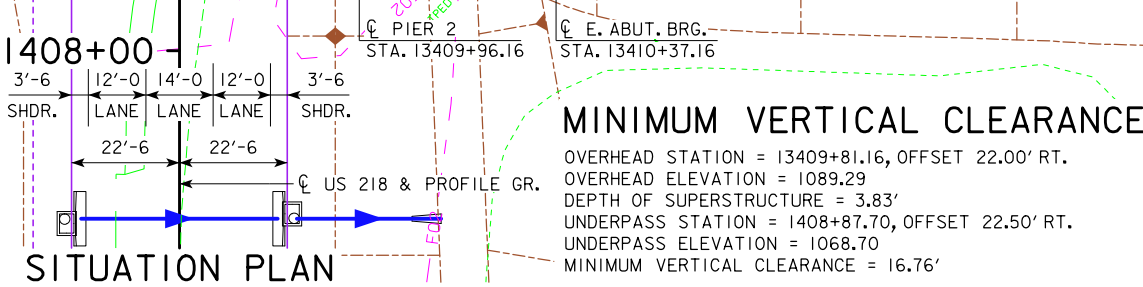 ℄ PIER 2
STA. 13409+96.16
℄ E. ABUT. BRG.
STA. 13410+37.16
1408+00
3'-6 12'-0 14'-0 12'-0 3'-6
SHDR. LANE LANE LANE SHDR.
22'-6 22'-6
℄ US 218 & PROFILE GR.
SITUATION PLAN
MINIMUM VERTICAL CLEARANCE
OVERHEAD STATION = 13409+81.16, OFFSET 22.00' RT.
OVERHEAD ELEVATION = 1089.29
DEPTH OF SUPERSTRUCTURE = 3.83'
UNDERPASS STATION = 1408+87.70, OFFSET 22.50' RT.
UNDERPASS ELEVATION = 1068.70
MINIMUM VERTICAL CLEARANCE = 16.76'